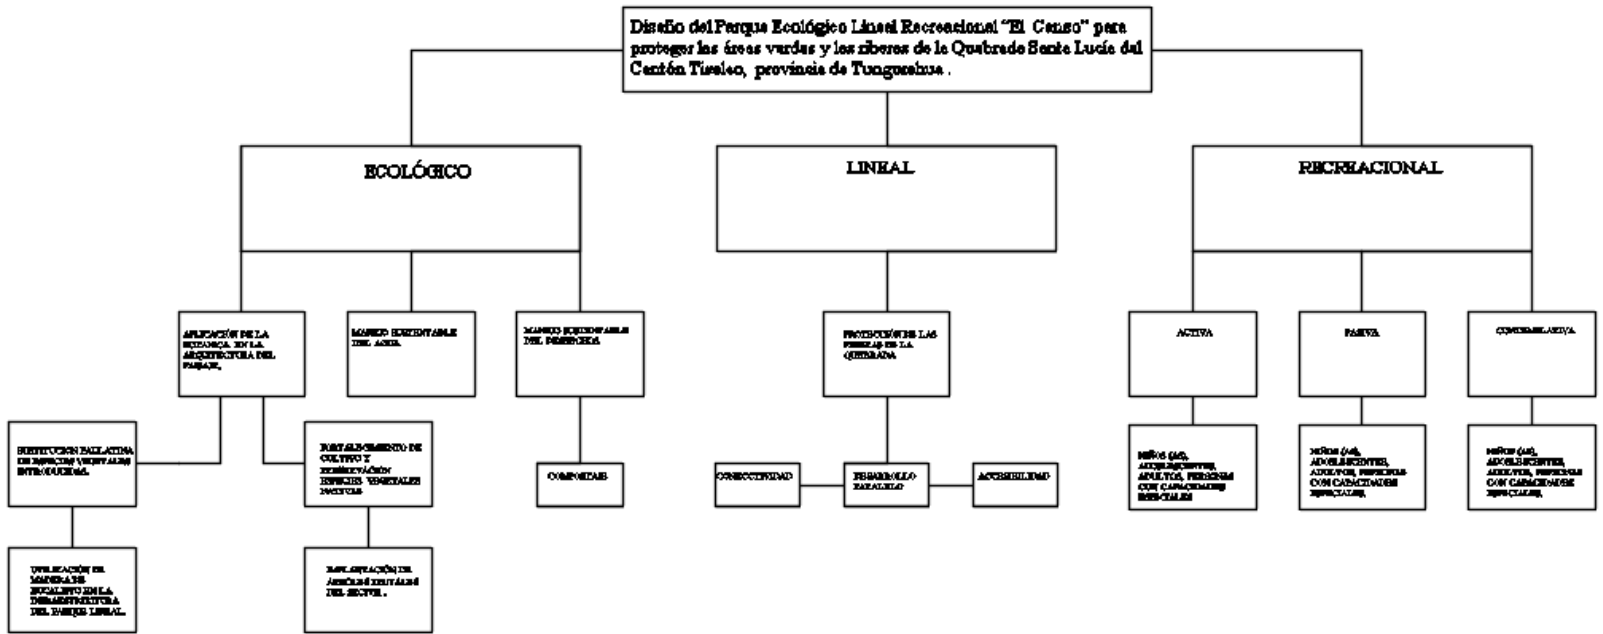 Diseño del Parque Ecológico Lineal Recreacional "El Censo" para
proteger las áreas verdes y las riberas de la Quebrada Santa Lucía del
Cantón Tisaleo, provincia de Tungurahua .
ECOLÓGICO
LINEAL
RECREACIONAL
APLICACIÓN DE LA
BOTANICA EN LA
ARQUITECTURA DEL
PAISAJE.
MANEJO SUSTENTABLE
DEL AGUA
MANEJO SUSTENTABLE
DEL DESECHOS
PROTECCIÓN DE LAS
RIBERAS DE LA
QUEBRADA
ACTIVA
PASIVA
CONTEMPLATIVA
SUSTITUCION PAULATINA
DE ESPECIES VEGETALES
INTRODUCIDAS.
FORTALECIMIENTO DE
CULTIVO Y
ESPECIES VEGETALES
NATIVAS
COMPOSTAJE
CONECTIVIDAD
DESARROLLO
PARALELO
ACCESIBILIDAD
NIÑOS (AS),
ADOLESCENTES,
ADULTOS, PERSONAS
CON CAPACIDADES
ESPECIALES
NIÑOS (AS),
ADOLESCENTES,
ADULTOS, PERSONAS
CON CAPACIDADES
ESPECIALES.
NIÑOS (AS),
ADOLESCENTES,
ADULTOS, PERSONAS
CON CAPACIDADES
ESPECIALES.
UTILIZACIÓN DE
MADERA DE
EUCALIPTO EN LA
INFRAESTRUCTURA
DEL PARQUE LINEAL.
IMPLANTACIÓN DE
ÁRBOLES FRUTALES
DEL SECTOR .